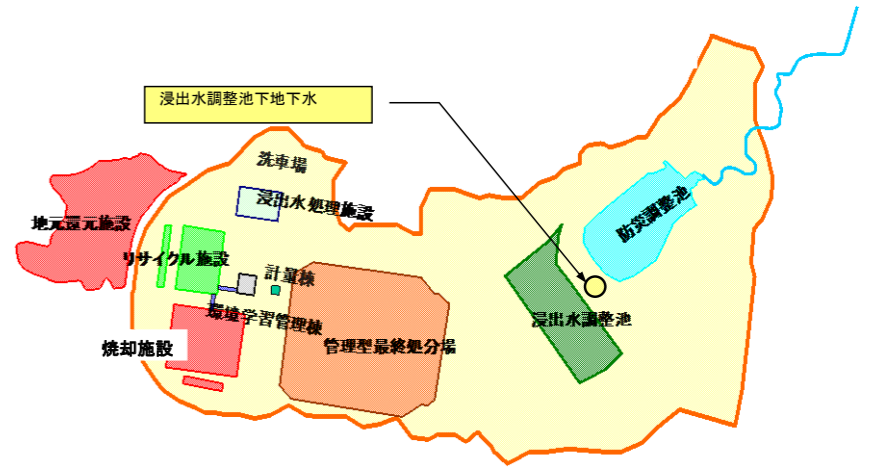 浸出水調整池下地下水
洗車場
浸出水処理施設
防災調整池
地元還元施設
リサイクル施設
計量棟
環境学習管理棟
浸出水調整池
焼却施設
管理型最終処分場